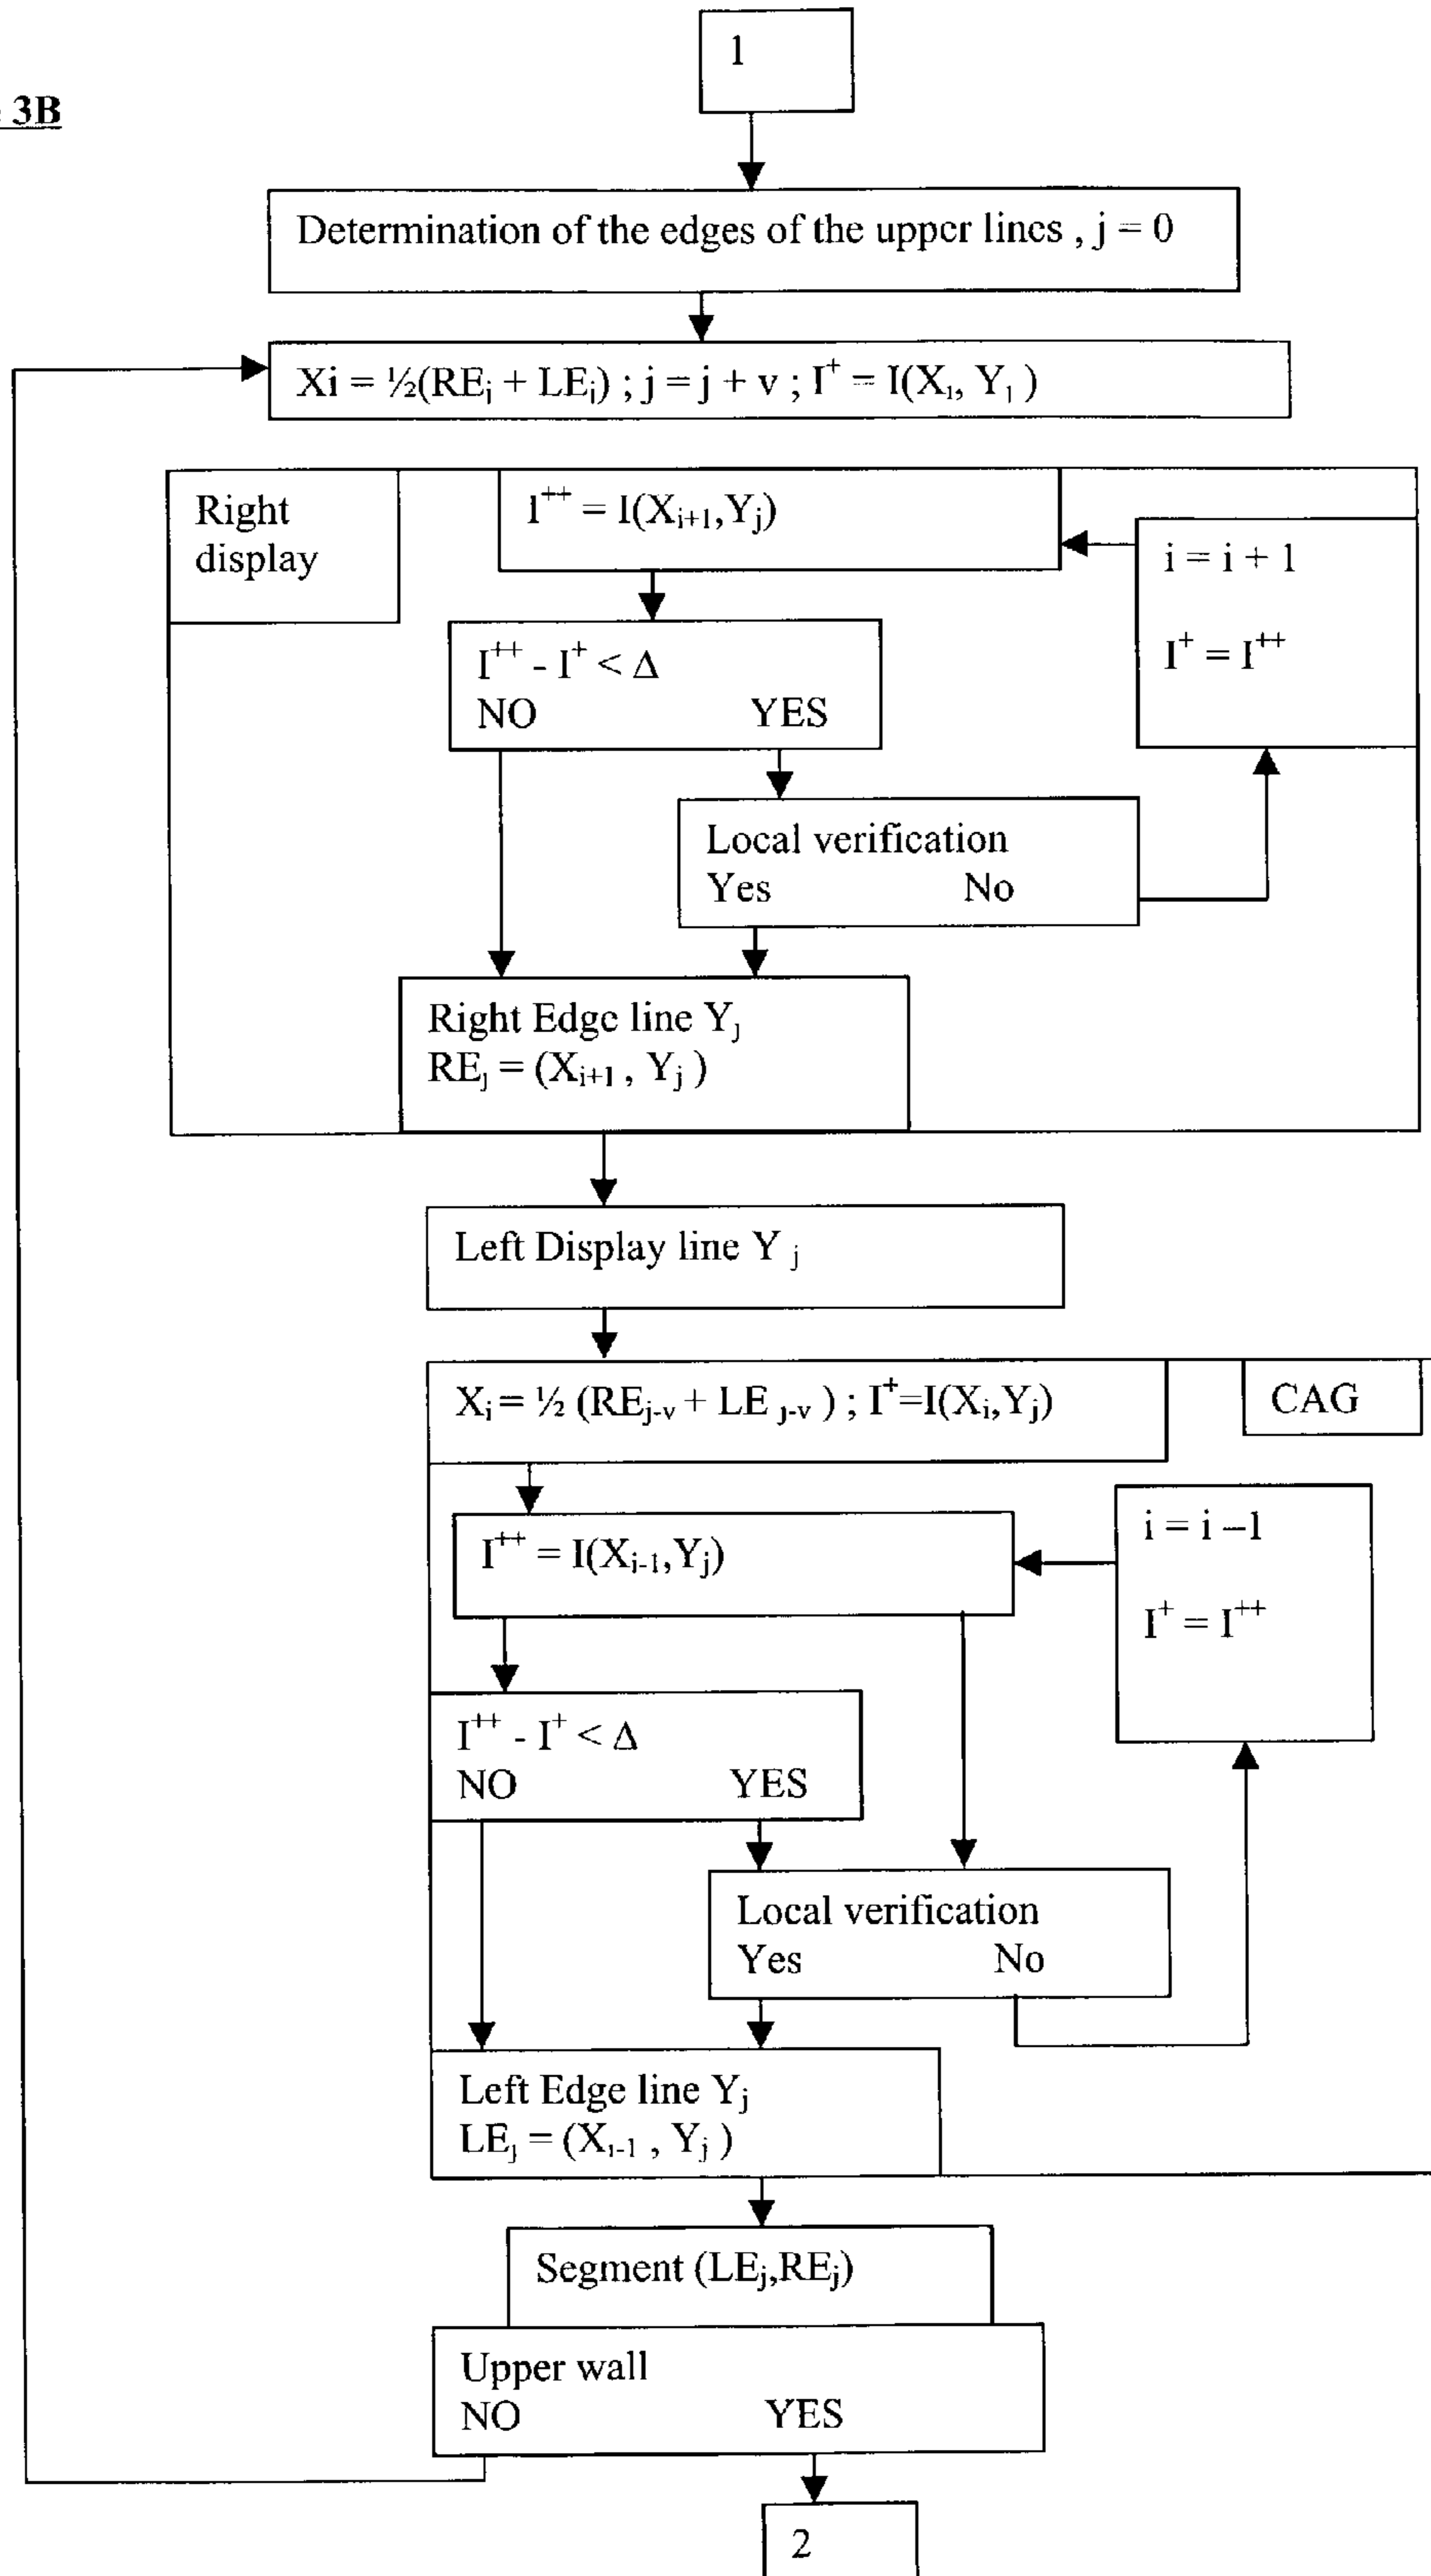 1
3B
Determination of the edges of the upper lines , j = 0
Xi = ½(REj + LEj) ; j = j + v ; I⁺ = I(Xi, Yj )
Right
display
I⁺⁺ = I(Xi+1,Yj)
i = i + 1
I⁺ = I⁺⁺
I⁺⁺ - I⁺ < Δ
NO YES
Local verification
Yes No
Right Edge line Yj
REj = (Xi+1 , Yj )
Left Display line Y j
Xi = ½ (REj-v + LE j-v ) ; I⁺=I(Xi,Yj)
CAG
I⁺⁺ = I(Xi-1,Yj)
i = i –1
I⁺ = I⁺⁺
I⁺⁺ - I⁺ < Δ
NO YES
Local verification
Yes No
Left Edge line Yj
LEj = (Xi-1 , Yj )
Segment (LEj,REj)
Upper wall
NO YES
2